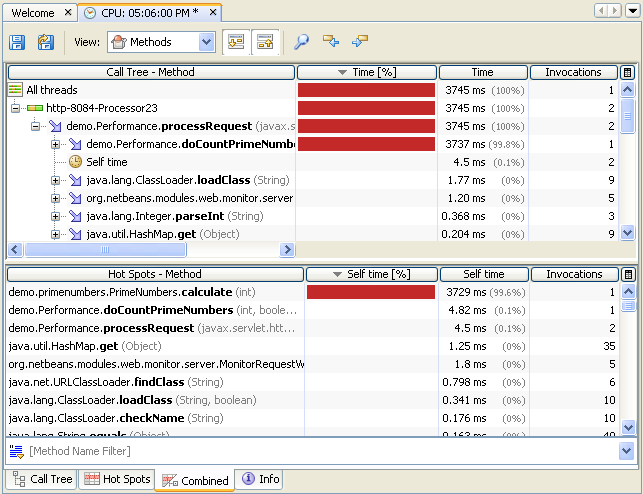 Welcome × CPU: 05:06:00 PM * ×
View: Methods
Call Tree - Method Time [%] Time Invocations
All threads 3745 ms (100%) 1
http-8084-Processor23 3745 ms (100%) 2
demo.Performance.processRequest (javax.s 3745 ms (100%) 2
demo.Performance.doCountPrimeNumb 3737 ms (99.8%) 1
Self time 4.5 ms (0.1%) 2
java.lang.ClassLoader.loadClass (String) 1.77 ms (0%) 9
org.netbeans.modules.web.monitor.server 1.20 ms (0%) 5
java.lang.Integer.parseInt (String) 0.368 ms (0%) 3
java.util.HashMap.get (Object) 0.204 ms (0%) 9
Hot Spots - Method Self time [%] Self time Invocations
demo.primenumbers.PrimeNumbers.calculate (int) 3729 ms (99.6%) 1
demo.Performance.doCountPrimeNumbers (int, boole... 4.82 ms (0.1%) 1
demo.Performance.processRequest (javax.servlet.htt... 4.5 ms (0.1%) 2
java.util.HashMap.get (Object) 1.25 ms (0%) 35
org.netbeans.modules.web.monitor.server.MonitorRequestW 1.8 ms (0%) 5
java.net.URLClassLoader.findClass (String) 0.798 ms (0%) 6
java.lang.ClassLoader.loadClass (String, boolean) 0.341 ms (0%) 10
java.lang.ClassLoader.checkName (String) 0.176 ms (0%) 10
java.lang.String.equals (Object) 0.163 ms (0%) 40
[Method Name Filter]
Call Tree Hot Spots Combined Info